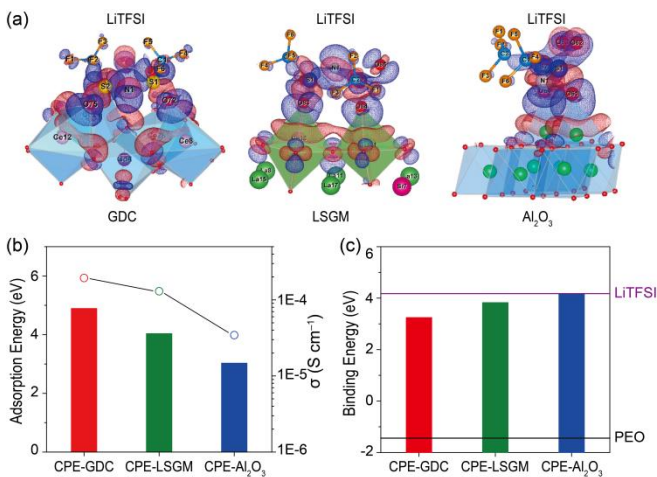 (a)
LiTFSI
LiTFSI
LiTFSI
GDC
LSGM
Al₂O₃
(b)
Adsorption Energy (eV)
6
4
2
0
1E-4
1E-5
1E-6
σ (S cm⁻¹)
CPE-GDC
CPE-LSGM
CPE-Al₂O₃
(c)
Binding Energy (eV)
6
4
2
0
-2
LiTFSI
PEO
CPE-GDC
CPE-LSGM
CPE-Al₂O₃